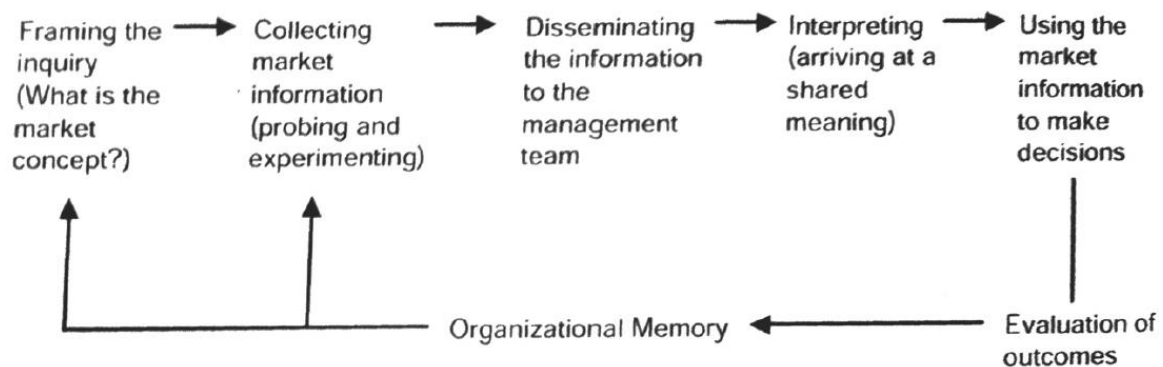 Framing the
inquiry
(What is the
market
concept?)
Collecting
market
information
(probing and
experimenting)
Disseminating
the information
to the
management
team
Interpreting
(arriving at a
shared
meaning)
Using the
market
information
to make
decisions
Organizational Memory
Evaluation of
outcomes